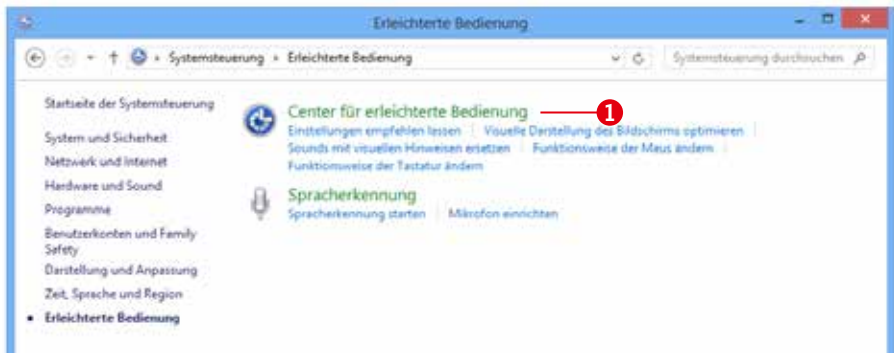 Erleichterte Bedienung
Systemsteuerung Erleichterte Bedienung
Systemsteuerung durchsuchen
Startseite der Systemsteuerung
System und Sicherheit
Netzwerk und Internet
Hardware und Sound
Programme
Benutzerkonten und Family
Safety
Darstellung und Anpassung
Zeit, Sprache und Region
Erleichterte Bedienung
Center für erleichterte Bedienung 1
Einstellungen empfehlen lassen Visuelle Darstellung des Bildschirms optimieren
Sounds mit visuellen Hinweisen ersetzen Funktionsweise der Maus ändern
Funktionsweise der Tastatur ändern
Spracherkennung
Spracherkennung starten Mikrofon einrichten